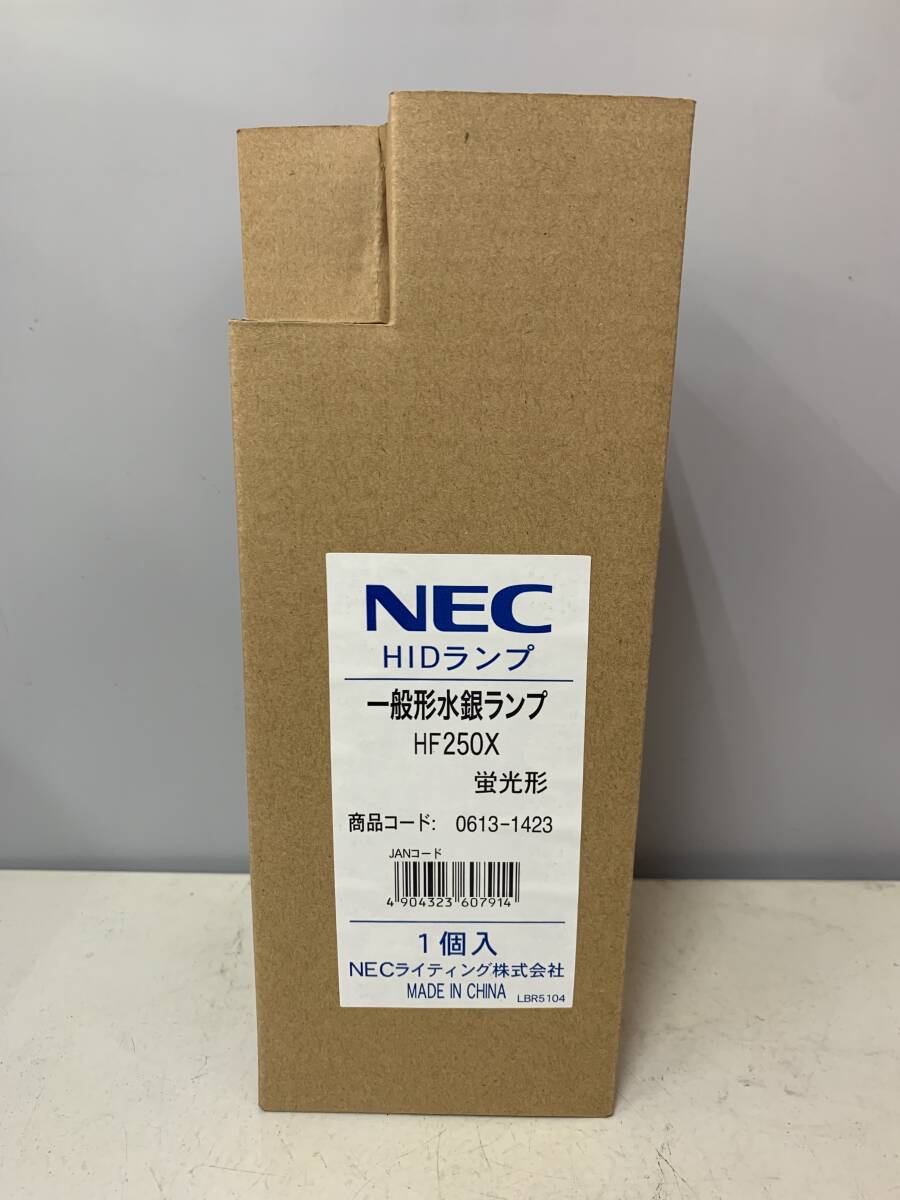 NEC
HIDランプ
一般形水銀ランプ
HF250X
蛍光形
商品コード: 0613-1423
JANコード
4 904323 607914
1個入
NECライティング株式会社
MADE IN CHINA LBR5104